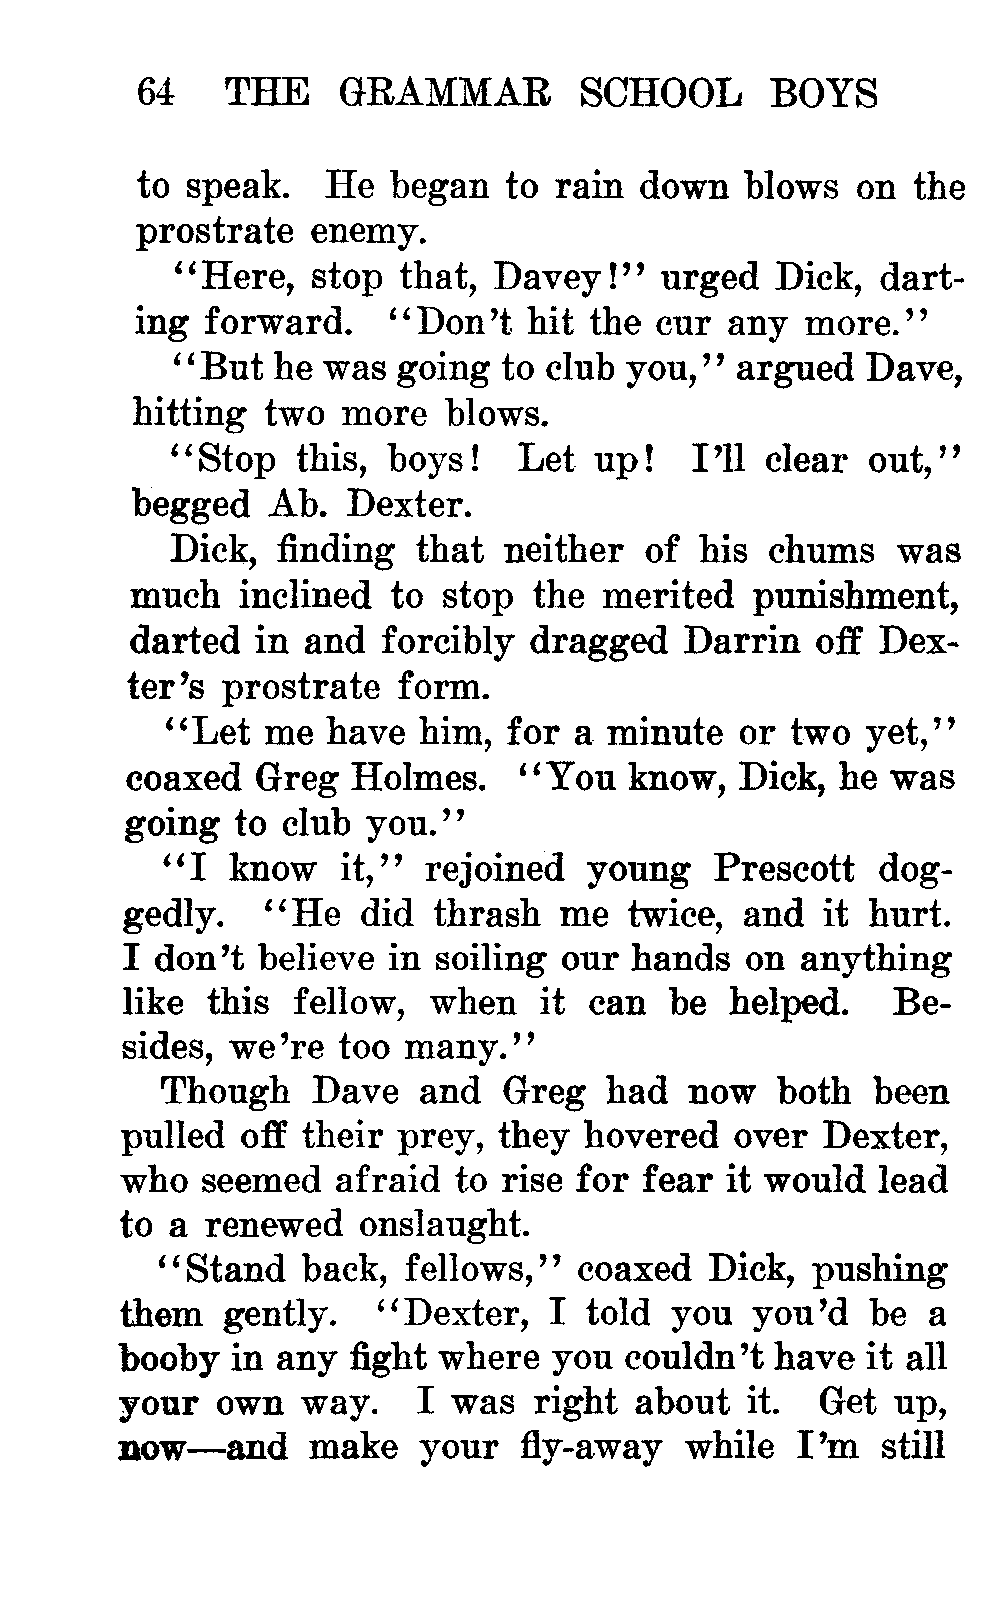 64 THE GRAMMAR SCHOOL BOYS
to speak. He began to rain down blows on the
prostrate enemy.
"Here, stop that, Davey!" urged Dick, dart-
ing forward. "Don't hit the cur any more."
"But he was going to club you," argued Dave,
hitting two more blows.
"Stop this, boys! Let up! I'll clear out,"
begged Ab. Dexter.
Dick, finding that neither of his chums was
much inclined to stop the merited punishment,
darted in and forcibly dragged Darrin off Dex-
ter's prostrate form.
"Let me have him, for a minute or two yet,"
coaxed Greg Holmes. "You know, Dick, he was
going to club you."
"I know it," rejoined young Prescott dog-
gedly. "He did thrash me twice, and it hurt.
I don't believe in soiling our hands on anything
like this fellow, when it can be helped. Be-
sides, we're too many."
Though Dave and Greg had now both been
pulled off their prey, they hovered over Dexter,
who seemed afraid to rise for fear it would lead
to a renewed onslaught.
"Stand back, fellows," coaxed Dick, pushing
them gently. "Dexter, I told you you'd be a
booby in any fight where you couldn't have it all
your own way. I was right about it. Get up,
now—and make your fly-away while I'm still